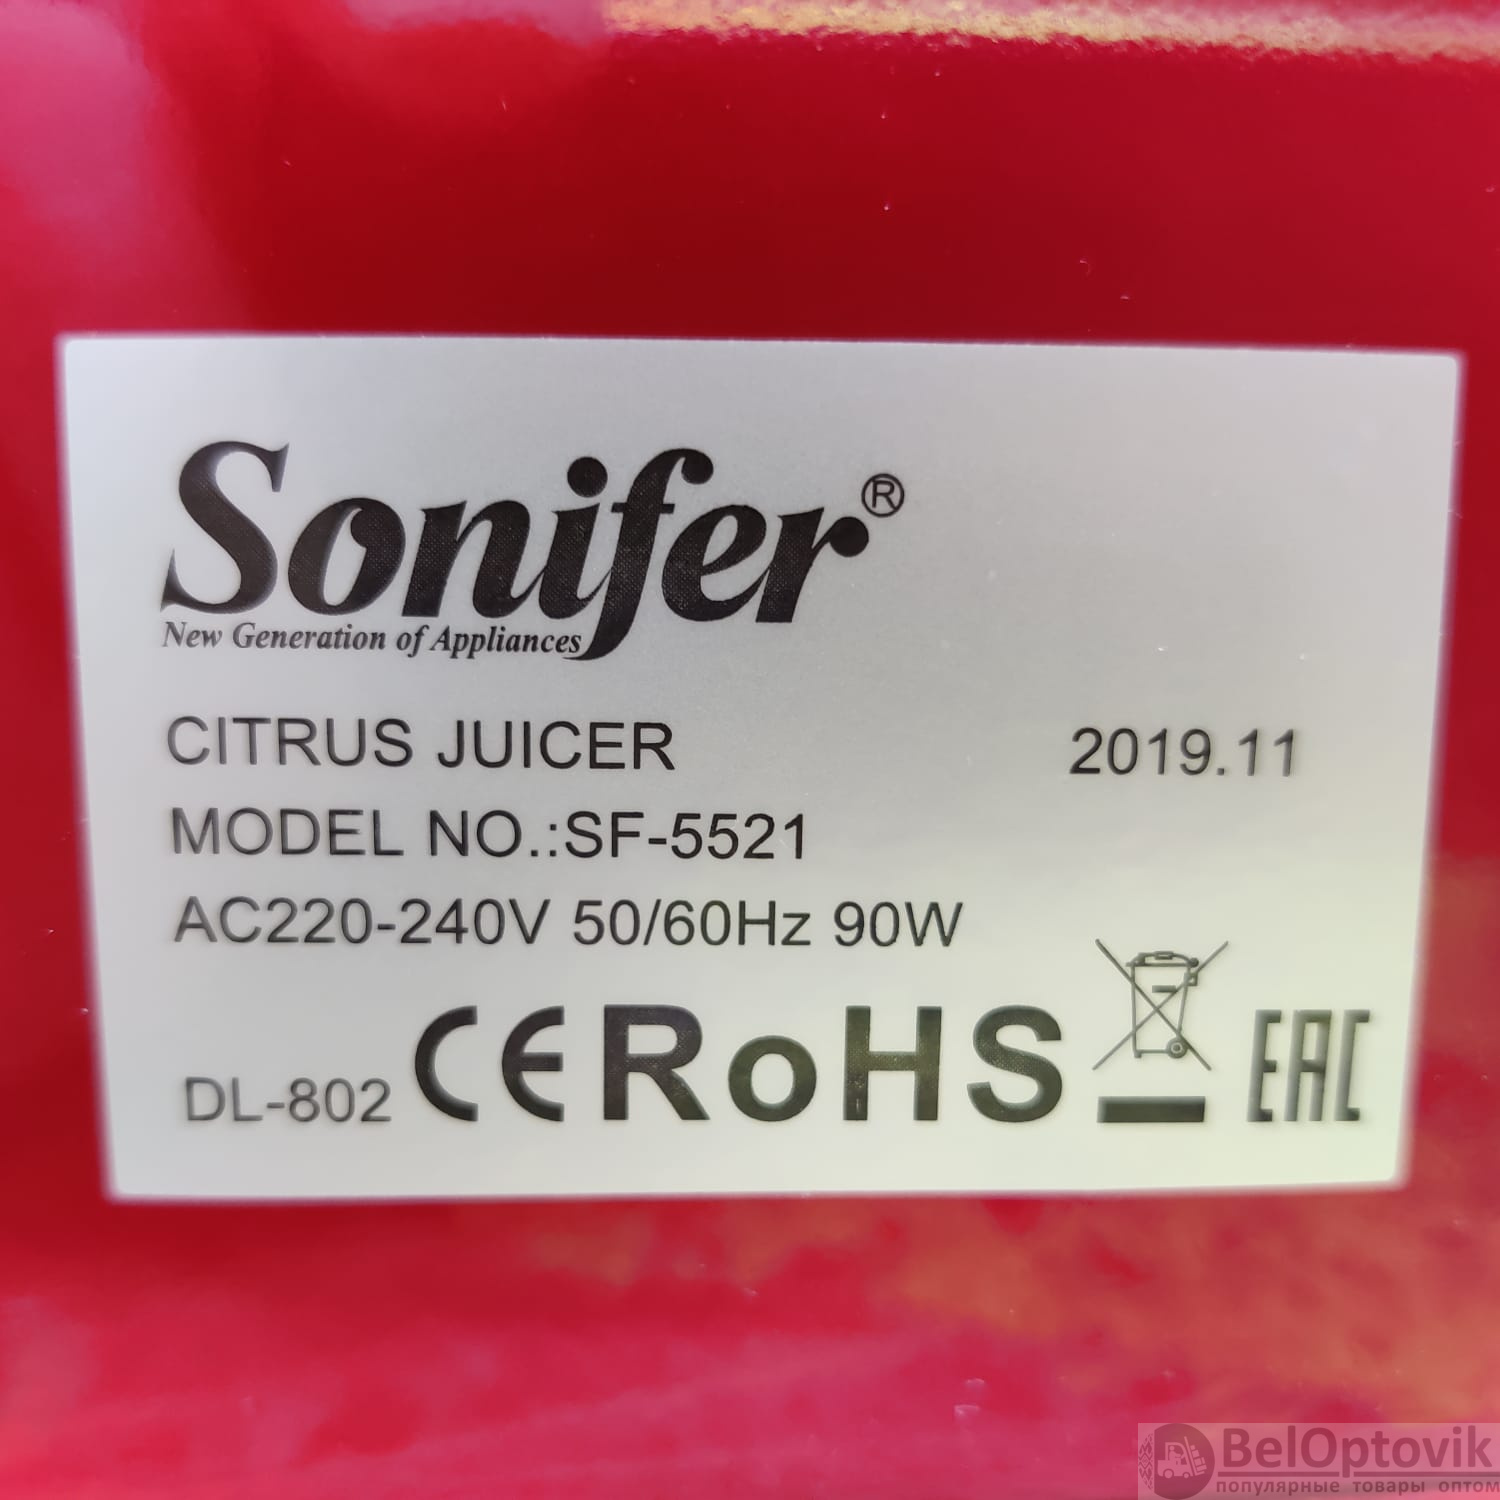 Sonifer®
New Generation of Appliances
CITRUS JUICER 2019.11
MODEL NO.:SF-5521
AC220-240V 50/60Hz 90W
DL-802 CE RoHS EAC
BelOptovik
популярные товары оптом